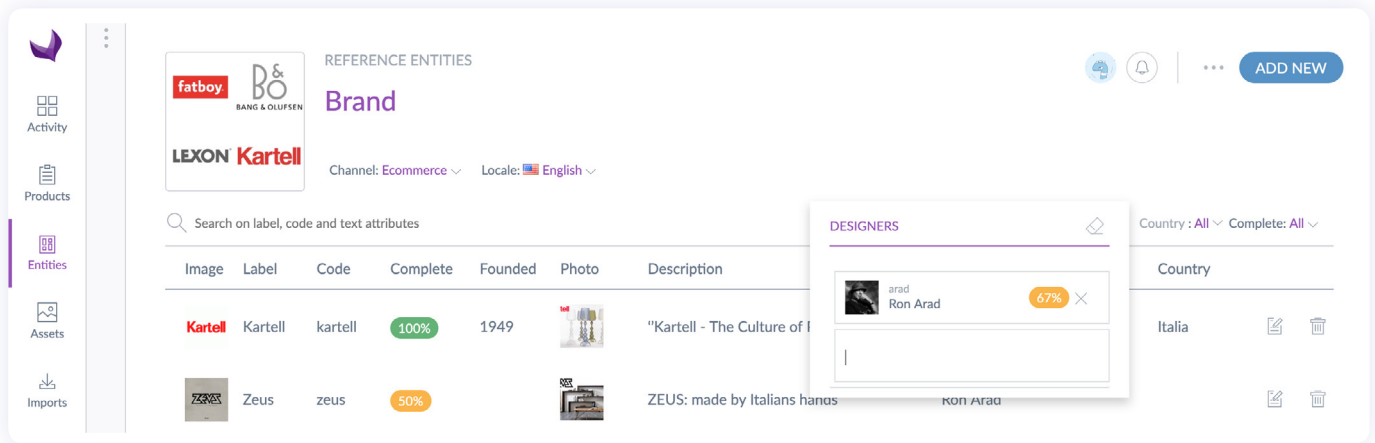 REFERENCE ENTITIES
ADD NEW
fatboy
B&O
BANG & OLUFSEN
Brand
Activity
LEXON Kartell
Channel: Ecommerce
Locale: English
Products
Search on label, code and text attributes
DESIGNERS
Country : All
Complete: All
Entities
Image Label Code Complete Founded Photo Description Country
arad
Ron Arad
67%
Kartell Kartell kartell 100% 1949 "Kartell - The Culture of Italia
Assets
Imports
ZEUS Zeus zeus 50% ZEUS: made by Italians hands Ron Arad